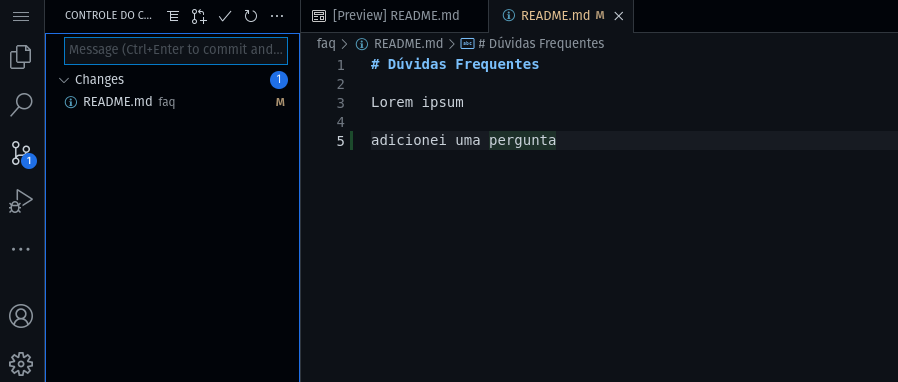 CONTROLE DO C...
[Preview] README.md
README.md M
Message (Ctrl+Enter to commit and...
faq > README.md > # Dúvidas Frequentes
Changes
1
README.md faq
M
1
1 # Dúvidas Frequentes
2
3 Lorem ipsum
4
5 adicionei uma pergunta